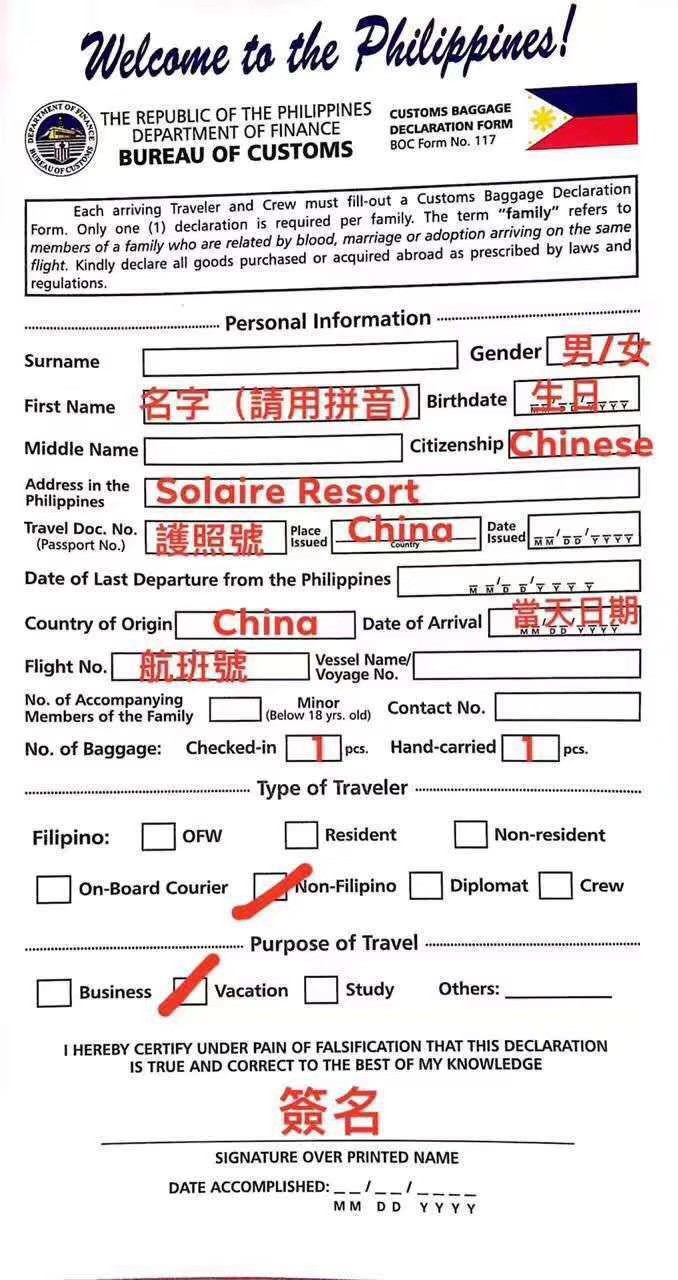 Welcome to the Philippines!
DEPARTMENT OF FINANCE
BUREAU OF CUSTOMS
THE REPUBLIC OF THE PHILIPPINES
DEPARTMENT OF FINANCE
BUREAU OF CUSTOMS
CUSTOMS BAGGAGE
DECLARATION FORM
BOC Form No. 117
Each arriving Traveler and Crew must fill-out a Customs Baggage Declaration
Form. Only one (1) declaration is required per family. The term "family" refers to
members of a family who are related by blood, marriage or adoption arriving on the same
flight. Kindly declare all goods purchased or acquired abroad as prescribed by laws and
regulations.
Personal Information
Surname Gender 男/女
First Name 名字（請用拼音） Birthdate 生日 MM/DD/YYYY
Middle Name Citizenship Chinese
Address in the
Philippines Solaire Resort
Travel Doc. No.
(Passport No.) 護照號 Place
Issued China
Country
Date
Issued MM/DD/YYYY
Date of Last Departure from the Philippines MM/DD/YYYY
Country of Origin China Date of Arrival 當天日期 MM/DD/YYYY
Flight No. 航班號 Vessel Name/
Voyage No.
No. of Accompanying
Members of the Family Minor
(Below 18 yrs. old) Contact No.
No. of Baggage: Checked-in 1 pcs. Hand-carried 1 pcs.
Type of Traveler
Filipino: OFW Resident Non-resident
On-Board Courier Non-Filipino Diplomat Crew
Purpose of Travel
Business Vacation Study Others:
I HEREBY CERTIFY UNDER PAIN OF FALSIFICATION THAT THIS DECLARATION
IS TRUE AND CORRECT TO THE BEST OF MY KNOWLEDGE
簽名
SIGNATURE OVER PRINTED NAME
DATE ACCOMPLISHED: __/__/____
MM DD YYYY